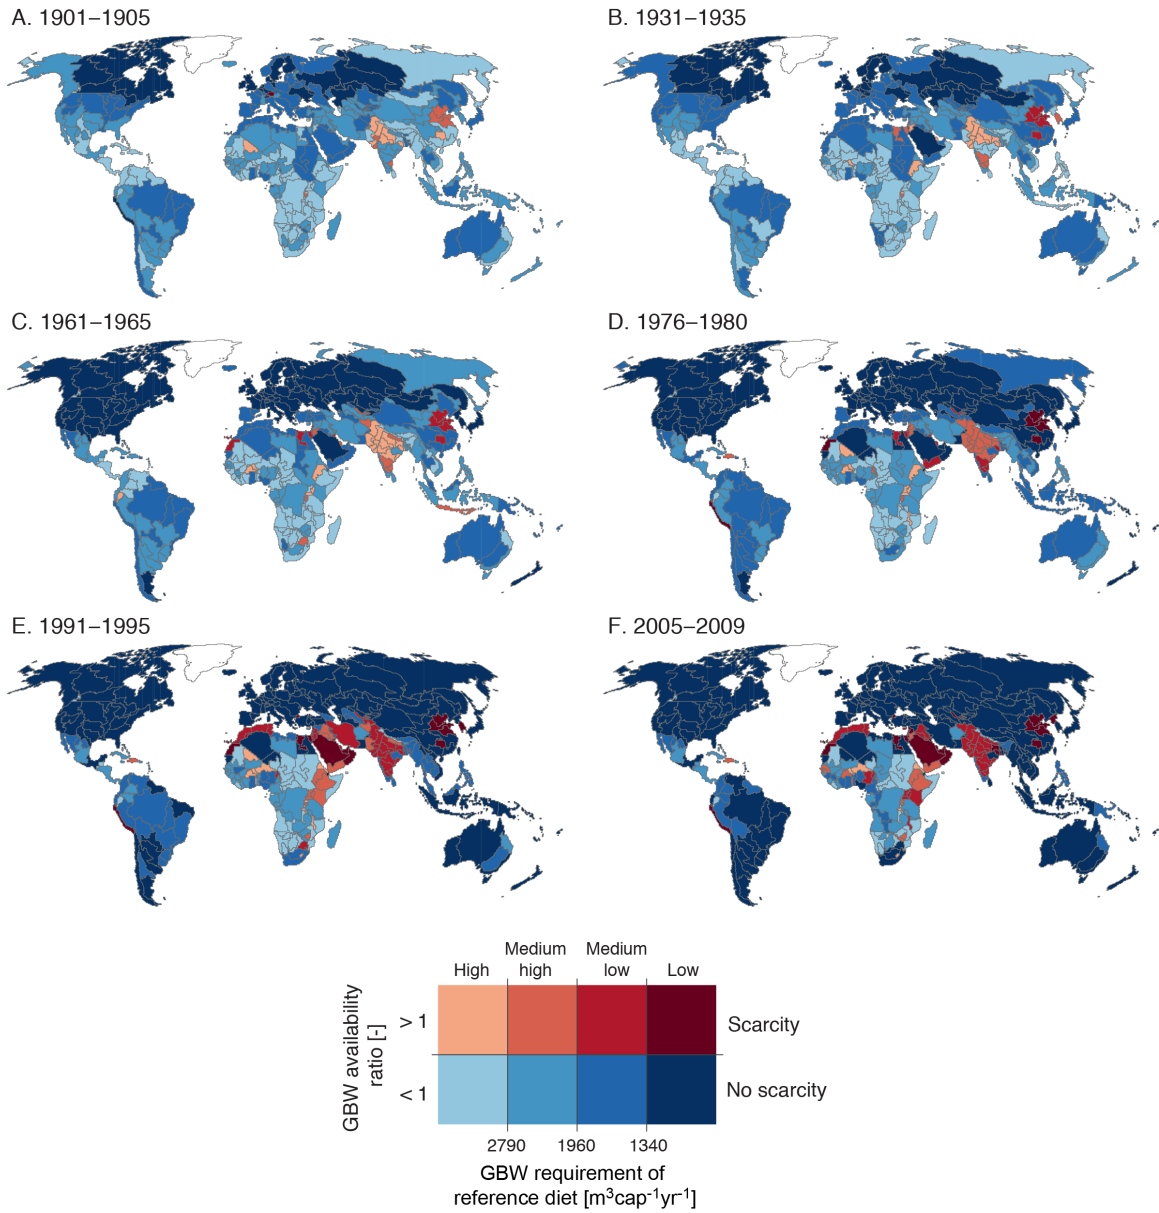 A. 1901–1905
B. 1931–1935
C. 1961–1965
D. 1976–1980
E. 1991–1995
F. 2005–2009
High
Medium high
Medium low
Low
GBW availability
ratio [-]
> 1
< 1
Scarcity
No scarcity
2790 1960 1340
GBW requirement of
reference diet [m³cap⁻¹yr⁻¹]